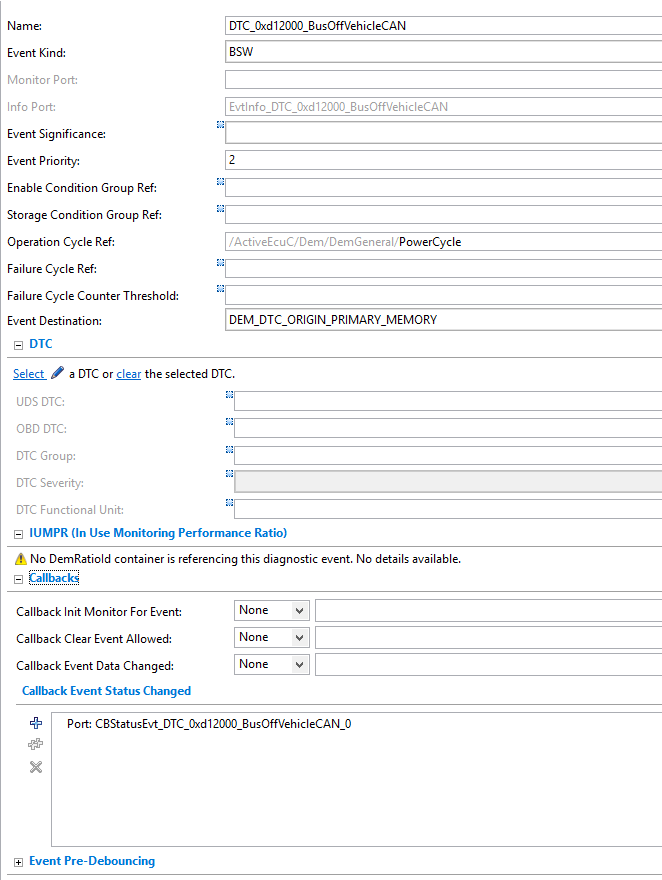 Name: DTC_0xd12000_BusOffVehicleCAN
Event Kind: BSW
Monitor Port:
Info Port: EvtInfo_DTC_0xd12000_BusOffVehicleCAN
Event Significance:
Event Priority: 2
Enable Condition Group Ref:
Storage Condition Group Ref:
Operation Cycle Ref: /ActiveEcuC/Dem/DemGeneral/PowerCycle
Failure Cycle Ref:
Failure Cycle Counter Threshold:
Event Destination: DEM_DTC_ORIGIN_PRIMARY_MEMORY
DTC
Select a DTC or clear the selected DTC.
UDS DTC:
OBD DTC:
DTC Group:
DTC Severity:
DTC Functional Unit:
IUMPR (In Use Monitoring Performance Ratio)
No DemRatioId container is referencing this diagnostic event. No details available.
Callbacks
Callback Init Monitor For Event: None
Callback Clear Event Allowed: None
Callback Event Data Changed: None
Callback Event Status Changed
Port: CBStatusEvt_DTC_0xd12000_BusOffVehicleCAN_0
Event Pre-Debouncing